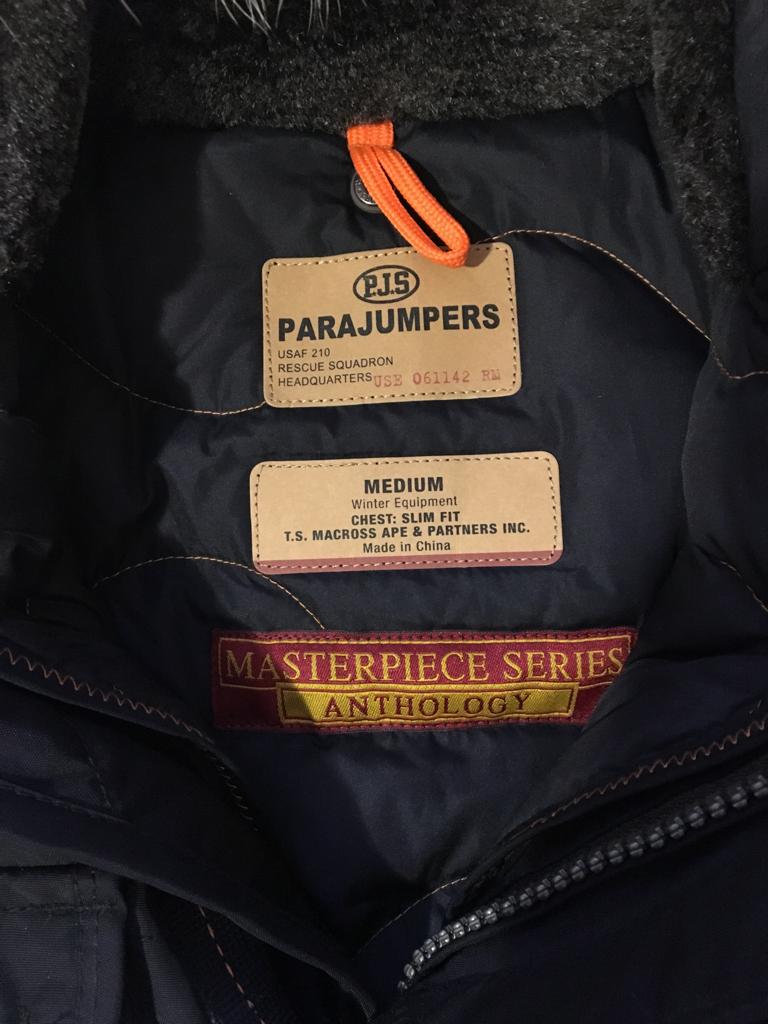 P.J.S
PARAJUMPERS
USAF 210
RESCUE SQUADRON
HEADQUARTERS USE 061142 RM
MEDIUM
Winter Equipment
CHEST: SLIM FIT
T.S. MACROSS APE & PARTNERS INC.
Made in China
MASTERPIECE SERIES
ANTHOLOGY